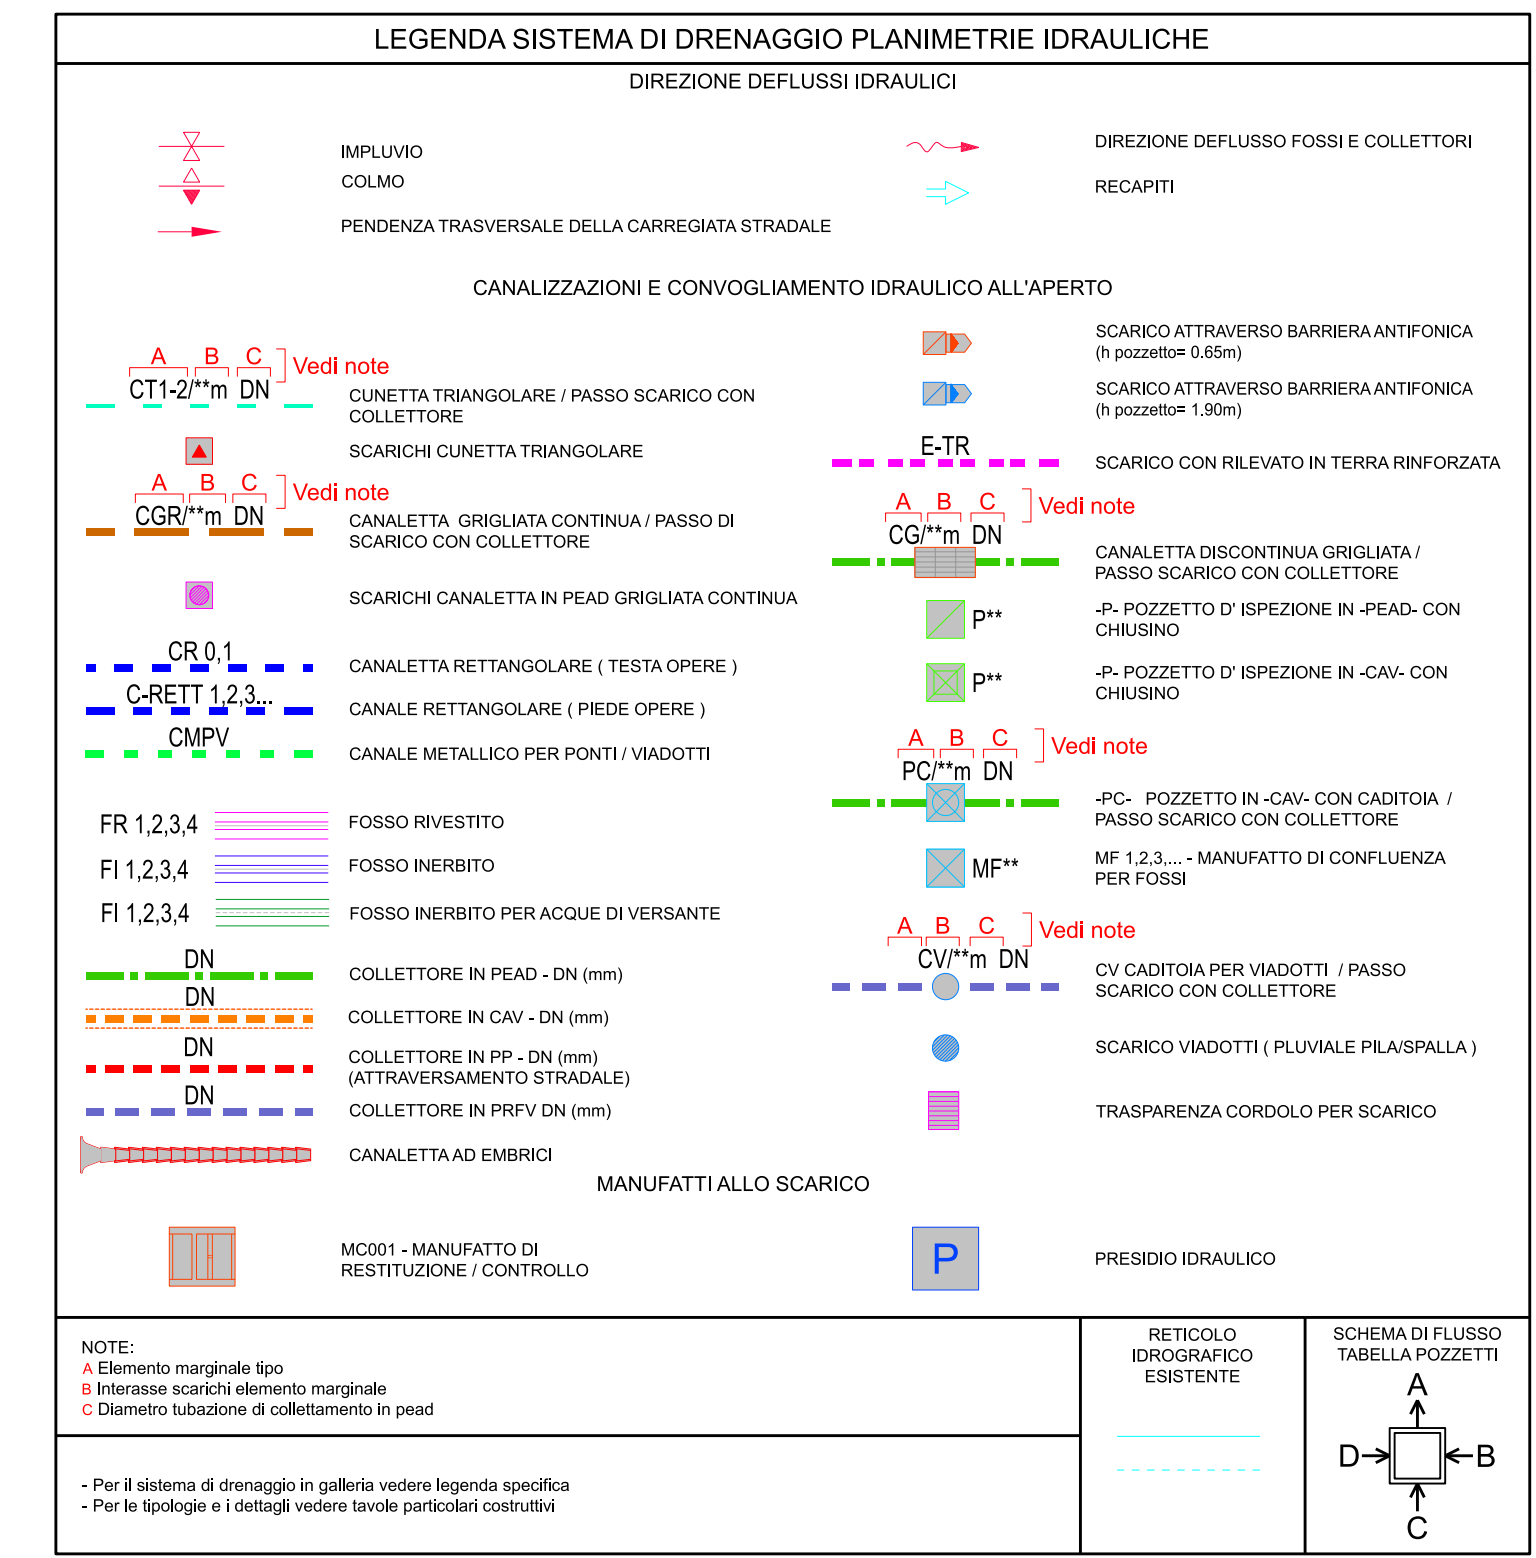 LEGENDA SISTEMA DI DRENAGGIO PLANIMETRIE IDRAULICHE
DIREZIONE DEFLUSSI IDRAULICI
IMPLUVIO
COLMO
PENDENZA TRASVERSALE DELLA CARREGIATA STRADALE
DIREZIONE DEFLUSSO FOSSI E COLLETTORI
RECAPITI
CANALIZZAZIONI E CONVOGLIAMENTO IDRAULICO ALL'APERTO
A B C
Vedi note
CT1-2/**m DN
CUNETTA TRIANGOLARE / PASSO SCARICO CON
COLLETTORE
SCARICHI CUNETTA TRIANGOLARE
A B C
Vedi note
CGR/**m DN
CANALETTA GRIGLIATA CONTINUA / PASSO DI
SCARICO CON COLLETTORE
SCARICHI CANALETTA IN PEAD GRIGLIATA CONTINUA
CR 0,1
CANALETTA RETTANGOLARE ( TESTA OPERE )
C-RETT 1,2,3...
CANALE RETTANGOLARE ( PIEDE OPERE )
CMPV
CANALE METALLICO PER PONTI / VIADOTTI
FR 1,2,3,4
FOSSO RIVESTITO
FI 1,2,3,4
FOSSO INERBITO
FI 1,2,3,4
FOSSO INERBITO PER ACQUE DI VERSANTE
DN
COLLETTORE IN PEAD - DN (mm)
DN
COLLETTORE IN CAV - DN (mm)
DN
COLLETTORE IN PP - DN (mm)
(ATTRAVERSAMENTO STRADALE)
DN
COLLETTORE IN PRFV DN (mm)
CANALETTA AD EMBRICI
SCARICO ATTRAVERSO BARRIERA ANTIFONICA
(h pozzetto= 0.65m)
SCARICO ATTRAVERSO BARRIERA ANTIFONICA
(h pozzetto= 1.90m)
E-TR
SCARICO CON RILEVATO IN TERRA RINFORZATA
A B C
Vedi note
CG/**m DN
CANALETTA DISCONTINUA GRIGLIATA /
PASSO SCARICO CON COLLETTORE
P**
-P- POZZETTO D' ISPEZIONE IN -PEAD- CON
CHIUSINO
P**
-P- POZZETTO D' ISPEZIONE IN -CAV- CON
CHIUSINO
A B C
Vedi note
PC/**m DN
-PC- POZZETTO IN -CAV- CON CADITOIA /
PASSO SCARICO CON COLLETTORE
MF**
MF 1,2,3,... - MANUFATTO DI CONFLUENZA
PER FOSSI
A B C
Vedi note
CV/**m DN
CV CADITOIA PER VIADOTTI / PASSO
SCARICO CON COLLETTORE
SCARICO VIADOTTI ( PLUVIALE PILA/SPALLA )
TRASPARENZA CORDOLO PER SCARICO
MANUFATTI ALLO SCARICO
MC001 - MANUFATTO DI
RESTITUZIONE / CONTROLLO
P
PRESIDIO IDRAULICO
NOTE:
A Elemento marginale tipo
B Interasse scarichi elemento marginale
C Diametro tubazione di collettamento in pead
- Per il sistema di drenaggio in galleria vedere legenda specifica
- Per le tipologie e i dettagli vedere tavole particolari costruttivi
RETICOLO
IDROGRAFICO
ESISTENTE
SCHEMA DI FLUSSO
TABELLA POZZETTI
A
D B
C